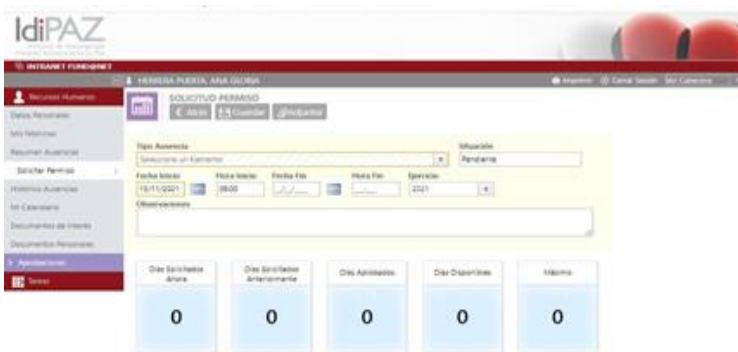 IdiPAZ
INTRANET FUND@NET
HERRERA PUERTA, ANA GLORIA
Imprimir Cerrar Sesión
Recursos Humanos
SOLICITUD PERMISO
Atrás Guardar Adjuntar
Datos Personales
Mis Nóminas
Resumen Ausencias
Solicitar Permiso
Histórico Ausencias
Mi Calendario
Documentos de Interés
Documentos Personales
Aprobaciones
Tareas
Tipo Ausencia Situación
Seleccione un Elemento Pendiente
Fecha Inicio Hora Inicio Fecha Fin Hora Fin Ejercicio
15/11/2021 09:00 2021
Observaciones
Días Solicitados Ahora
Días Solicitados Anteriormente
Días Aprobados
Días Disponibles
Máximo
0 0 0 0 0